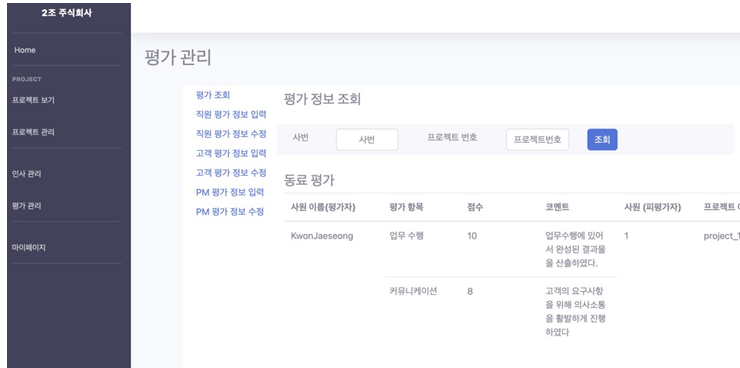 2조 주식회사
Home
PROJECT
프로젝트 보기
프로젝트 관리
인사 관리
평가 관리
마이페이지
평가 관리
평가 조회
직원 평가 정보 입력
직원 평가 정보 수정
고객 평가 정보 입력
고객 평가 정보 수정
PM 평가 정보 입력
PM 평가 정보 수정
평가 정보 조회
사번 사번 프로젝트 번호 프로젝트번호 조회
동료 평가
사원 이름(평가자) 평가 항목 점수 코멘트 사원 (피평가자) 프로젝트
KwonJaeseong 업무 수행 10 업무수행에 있어 1 project_1
서 완성된 결과물
을 산출하였다.
커뮤니케이션 8 고객의 요구사항
을 위해 의사소통
을 활발하게 진행
하였다